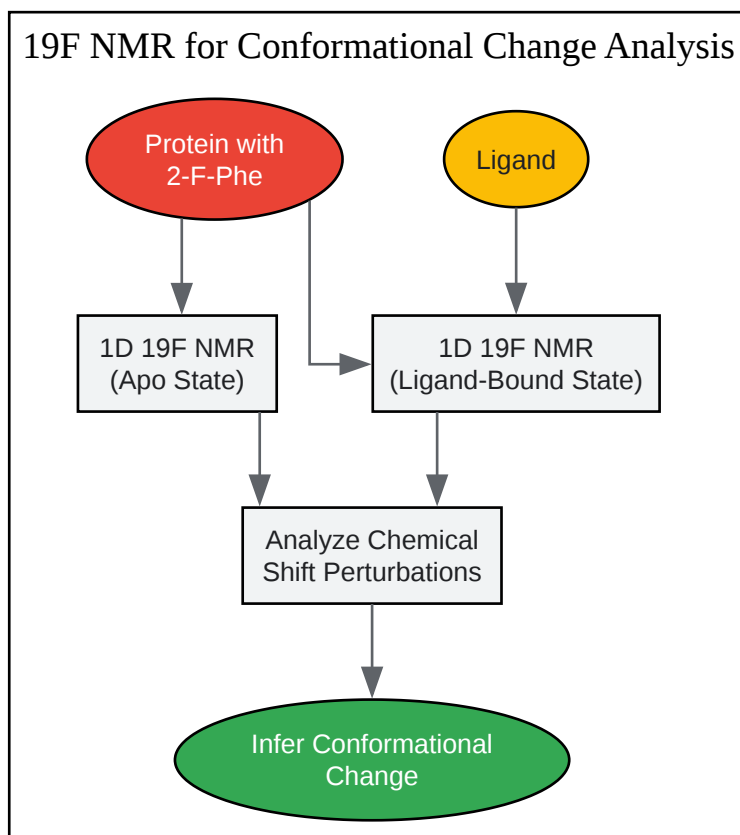 19F NMR for Conformational Change Analysis
Protein with
2-F-Phe
Ligand
1D 19F NMR
(Apo State)
1D 19F NMR
(Ligand-Bound State)
Analyze Chemical
Shift Perturbations
Infer Conformational
Change